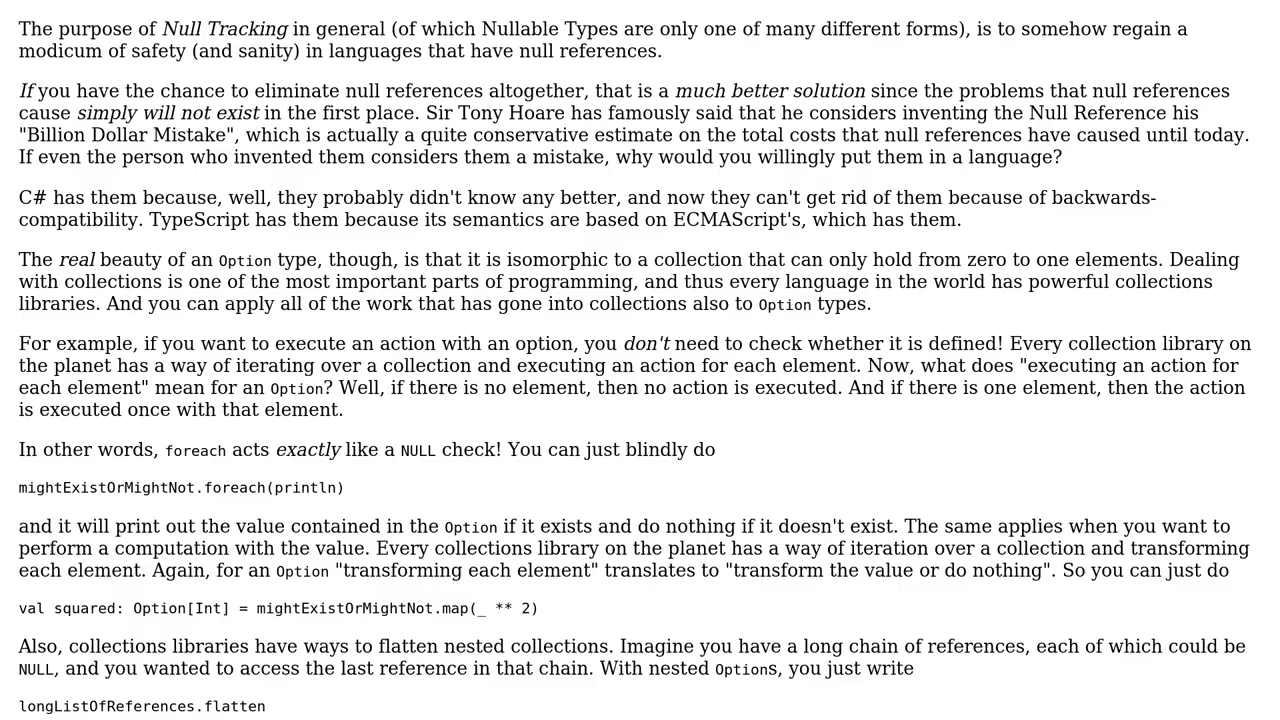 The purpose of Null Tracking in general (of which Nullable Types are only one of many different forms), is to somehow regain a
modicum of safety (and sanity) in languages that have null references.
If you have the chance to eliminate null references altogether, that is a much better solution since the problems that null references
cause simply will not exist in the first place. Sir Tony Hoare has famously said that he considers inventing the Null Reference his
"Billion Dollar Mistake", which is actually a quite conservative estimate on the total costs that null references have caused until today.
If even the person who invented them considers them a mistake, why would you willingly put them in a language?
C# has them because, well, they probably didn't know any better, and now they can't get rid of them because of backwards-
compatibility. TypeScript has them because its semantics are based on ECMAScript's, which has them.
The real beauty of an Option type, though, is that it is isomorphic to a collection that can only hold from zero to one elements. Dealing
with collections is one of the most important parts of programming, and thus every language in the world has powerful collections
libraries. And you can apply all of the work that has gone into collections also to Option types.
For example, if you want to execute an action with an option, you don't need to check whether it is defined! Every collection library on
the planet has a way of iterating over a collection and executing an action for each element. Now, what does "executing an action for
each element" mean for an Option? Well, if there is no element, then no action is executed. And if there is one element, then the action
is executed once with that element.
In other words, foreach acts exactly like a NULL check! You can just blindly do
mightExistOrMightNot.foreach(println)
and it will print out the value contained in the Option if it exists and do nothing if it doesn't exist. The same applies when you want to
perform a computation with the value. Every collections library on the planet has a way of iteration over a collection and transforming
each element. Again, for an Option "transforming each element" translates to "transform the value or do nothing". So you can just do
val squared: Option[Int] = mightExistOrMightNot.map(_ ** 2)
Also, collections libraries have ways to flatten nested collections. Imagine you have a long chain of references, each of which could be
NULL, and you wanted to access the last reference in that chain. With nested Options, you just write
longListOfReferences.flatten